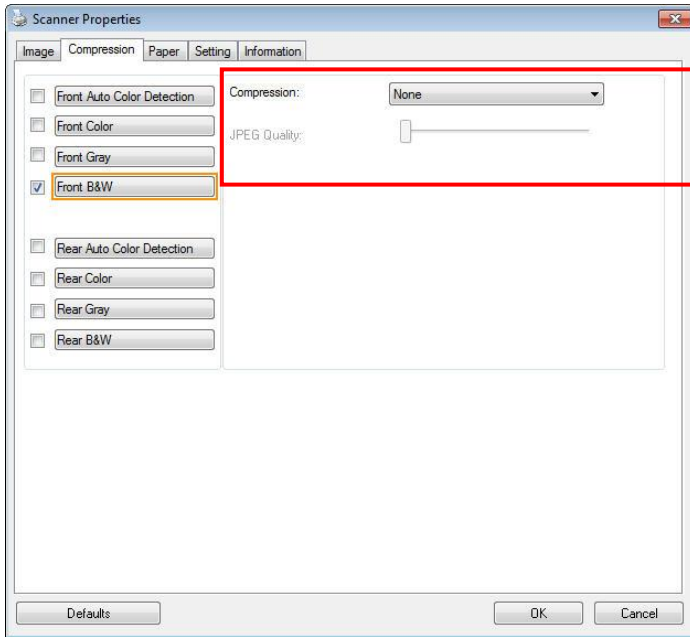 Scanner Properties
Image Compression Paper Setting Information
Front Auto Color Detection
Front Color
Front Gray
Front B&W
Rear Auto Color Detection
Rear Color
Rear Gray
Rear B&W
Compression: None
JPEG Quality:
Defaults OK Cancel